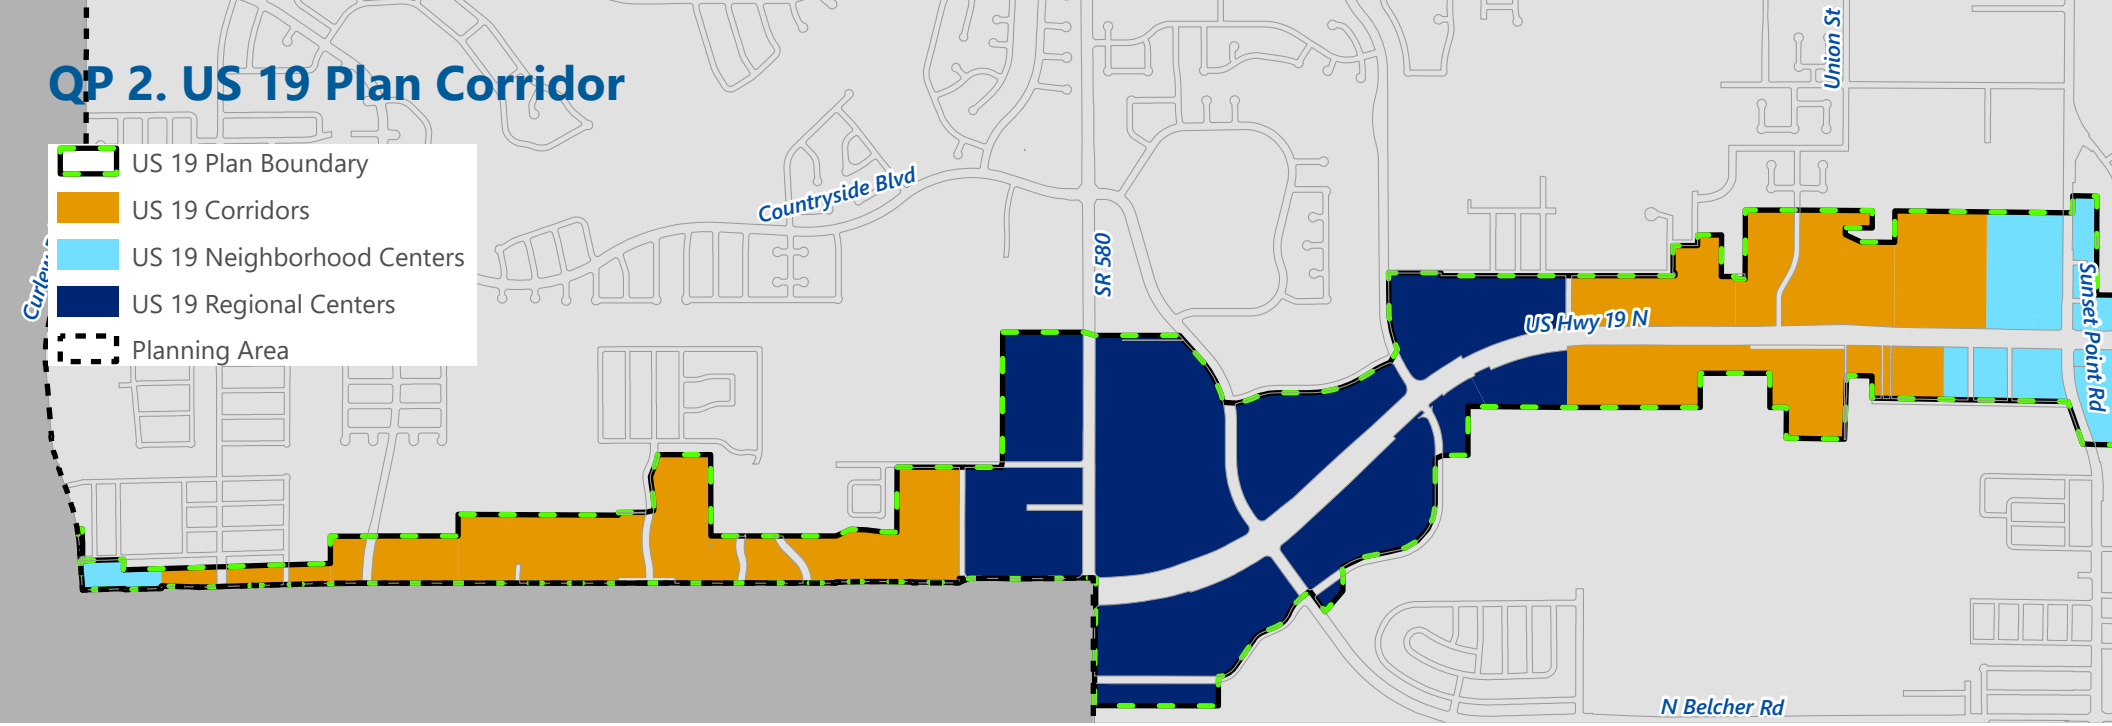 QP 2. US 19 Plan Corridor
US 19 Plan Boundary
US 19 Corridors
US 19 Neighborhood Centers
US 19 Regional Centers
Planning Area
Countryside Blvd
SR 580
US Hwy 19 N
Union St
Sunset Point Rd
N Belcher Rd